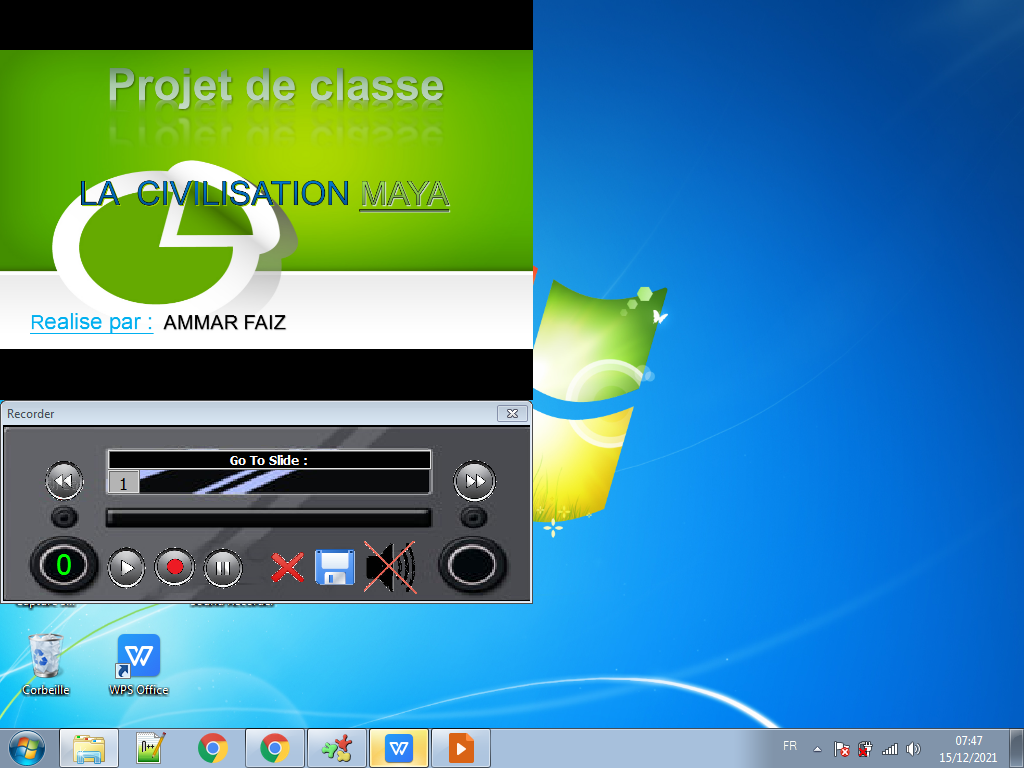 Projet de classe
LA CIVILISATION MAYA
Realise par : AMMAR FAIZ
Recorder
Go To Slide :
1
0
Corbeille
WPS Office
FR
07:47
15/12/2021